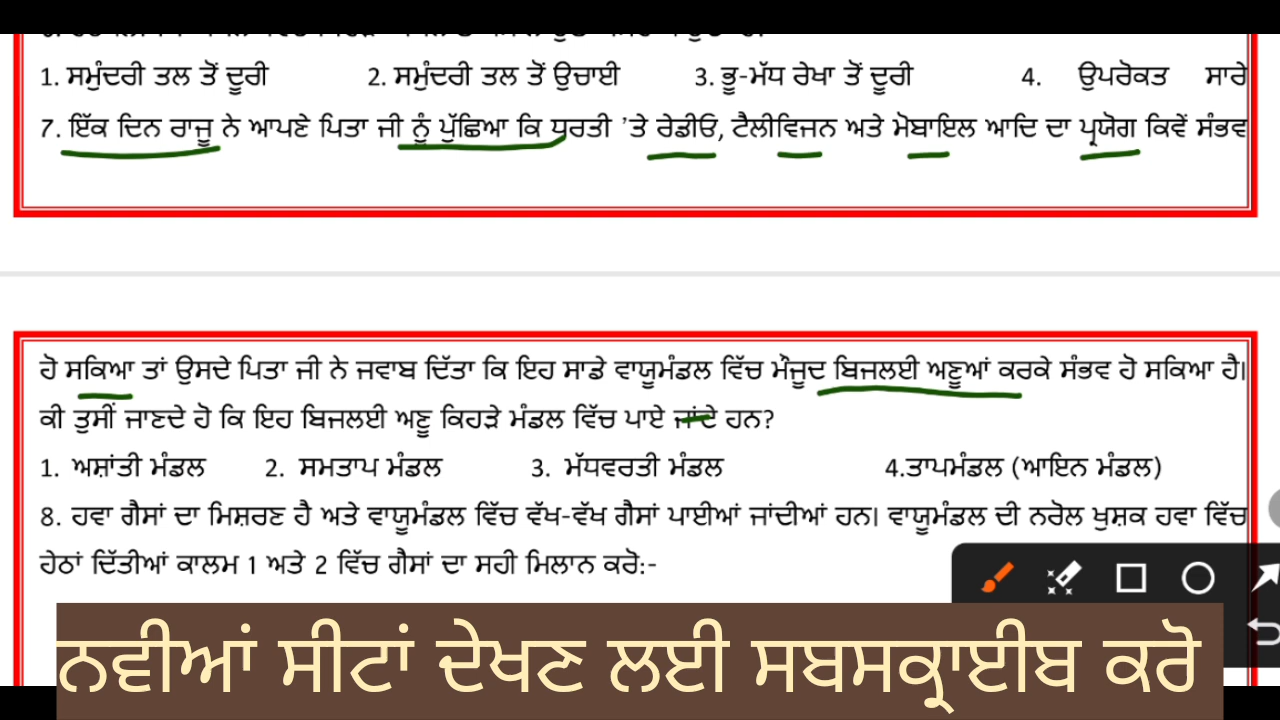 1. ਸਮੁੰਦਰੀ ਤਲ ਤੋਂ ਦੂਰੀ 2. ਸਮੁੰਦਰੀ ਤਲ ਤੋਂ ਉਚਾਈ 3. ਭੂ-ਮੱਧ ਰੇਖਾ ਤੋਂ ਦੂਰੀ 4. ਉਪਰੋਕਤ ਸਾਰੇ
7. ਇੱਕ ਦਿਨ ਰਾਜੂ ਨੇ ਆਪਣੇ ਪਿਤਾ ਜੀ ਨੂੰ ਪੁੱਛਿਆ ਕਿ ਧਰਤੀ 'ਤੇ ਰੇਡੀਓ, ਟੈਲੀਵਿਜਨ ਅਤੇ ਮੋਬਾਇਲ ਆਦਿ ਦਾ ਪ੍ਰਯੋਗ ਕਿਵੇਂ ਸੰਭਵ
ਹੋ ਸਕਿਆ ਤਾਂ ਉਸਦੇ ਪਿਤਾ ਜੀ ਨੇ ਜਵਾਬ ਦਿੱਤਾ ਕਿ ਇਹ ਸਾਡੇ ਵਾਯੂਮੰਡਲ ਵਿੱਚ ਮੌਜੂਦ ਬਿਜਲਈ ਅਣੂਆਂ ਕਰਕੇ ਸੰਭਵ ਹੋ ਸਕਿਆ ਹੈ।
ਕੀ ਤੁਸੀਂ ਜਾਣਦੇ ਹੋ ਕਿ ਇਹ ਬਿਜਲਈ ਅਣੂ ਕਿਹੜੇ ਮੰਡਲ ਵਿੱਚ ਪਾਏ ਜਾਂਦੇ ਹਨ?
1. ਅਸ਼ਾਂਤੀ ਮੰਡਲ 2. ਸਮਤਾਪ ਮੰਡਲ 3. ਮੱਧਵਰਤੀ ਮੰਡਲ 4.ਤਾਪਮੰਡਲ (ਆਇਨ ਮੰਡਲ)
8. ਹਵਾ ਗੈਸਾਂ ਦਾ ਮਿਸ਼ਰਣ ਹੈ ਅਤੇ ਵਾਯੂਮੰਡਲ ਵਿੱਚ ਵੱਖ-ਵੱਖ ਗੈਸਾਂ ਪਾਈਆਂ ਜਾਂਦੀਆਂ ਹਨ। ਵਾਯੂਮੰਡਲ ਦੀ ਨਰੋਲ ਖੁਸ਼ਕ ਹਵਾ ਵਿੱਚ
ਹੇਠਾਂ ਦਿੱਤੀਆਂ ਕਾਲਮ 1 ਅਤੇ 2 ਵਿੱਚ ਗੈਸਾਂ ਦਾ ਸਹੀ ਮਿਲਾਨ ਕਰੋ:-
ਨਵੀਆਂ ਸੀਟਾਂ ਦੇਖਣ ਲਈ ਸਬਸਕ੍ਰਾਈਬ ਕਰੋ